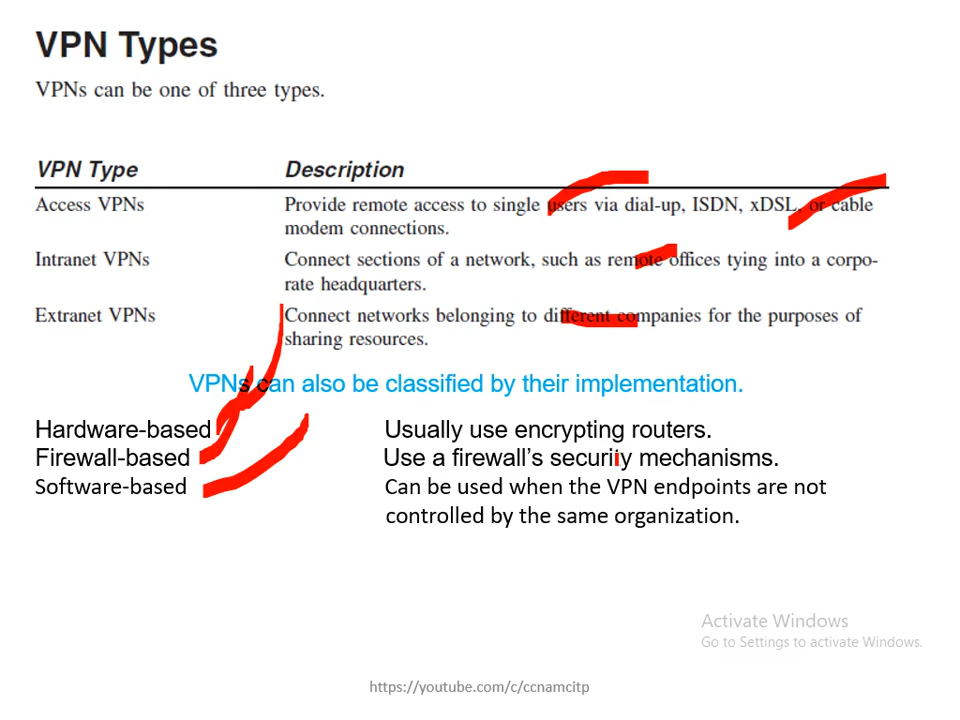 VPN Types
VPNs can be one of three types.
VPN Type Description
Access VPNs Provide remote access to single users via dial-up, ISDN, xDSL, or cable
modem connections.
Intranet VPNs Connect sections of a network, such as remote offices tying into a corpo-
rate headquarters.
Extranet VPNs Connect networks belonging to different companies for the purposes of
sharing resources.
VPNs can also be classified by their implementation.
Hardware-based Usually use encrypting routers.
Firewall-based Use a firewall’s securiiy mechanisms.
Software-based Can be used when the VPN endpoints are not
controlled by the same organization.
Activate Windows
Go to Settings to activate Windows.
https://youtube.com/c/ccnamcitp